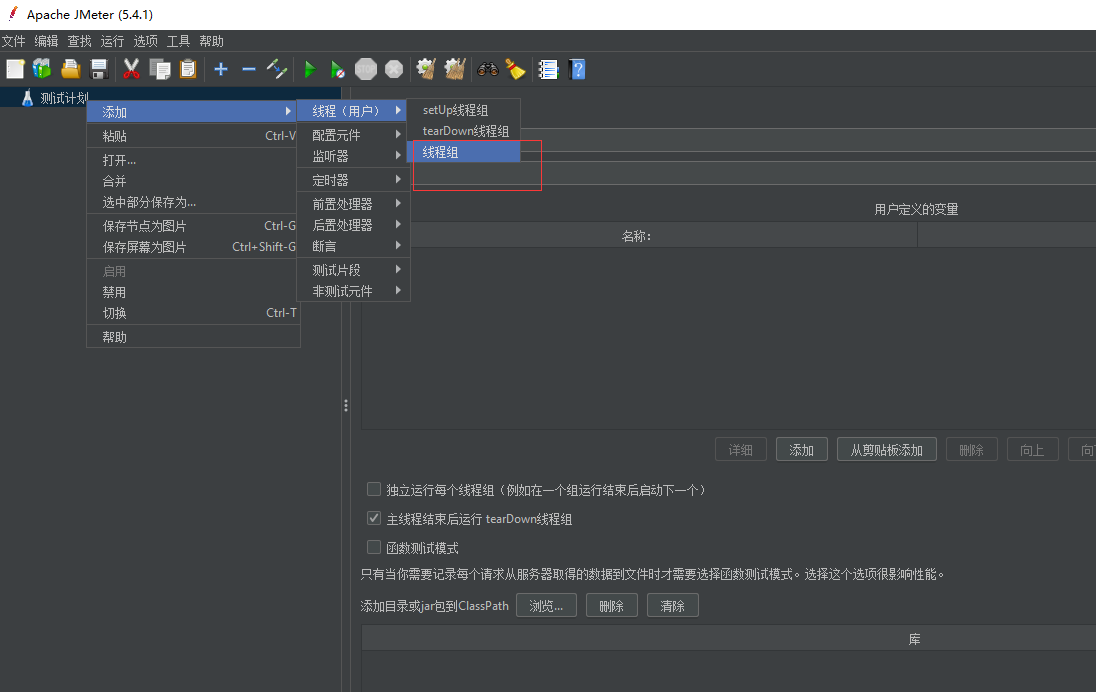 Apache JMeter (5.4.1)
文件 编辑 查找 运行 选项 工具 帮助
STOP
测试计划
添加
粘贴 Ctrl-V
打开...
合并
选中部分保存为...
保存节点为图片 Ctrl-G
保存屏幕为图片 Ctrl+Shift-G
启用
禁用
切换 Ctrl-T
帮助
线程（用户）
配置元件
监听器
定时器
前置处理器
后置处理器
断言
测试片段
非测试元件
setUp线程组
tearDown线程组
线程组
用户定义的变量
名称:
详细 添加 从剪贴板添加 删除 向上 向
独立运行每个线程组（例如在一个组运行结束后启动下一个）
主线程结束后运行 tearDown线程组
函数测试模式
只有当你需要记录每个请求从服务器取得的数据到文件时才需要选择函数测试模式。选择这个选项很影响性能。
添加目录或jar包到ClassPath 浏览... 删除 清除
库